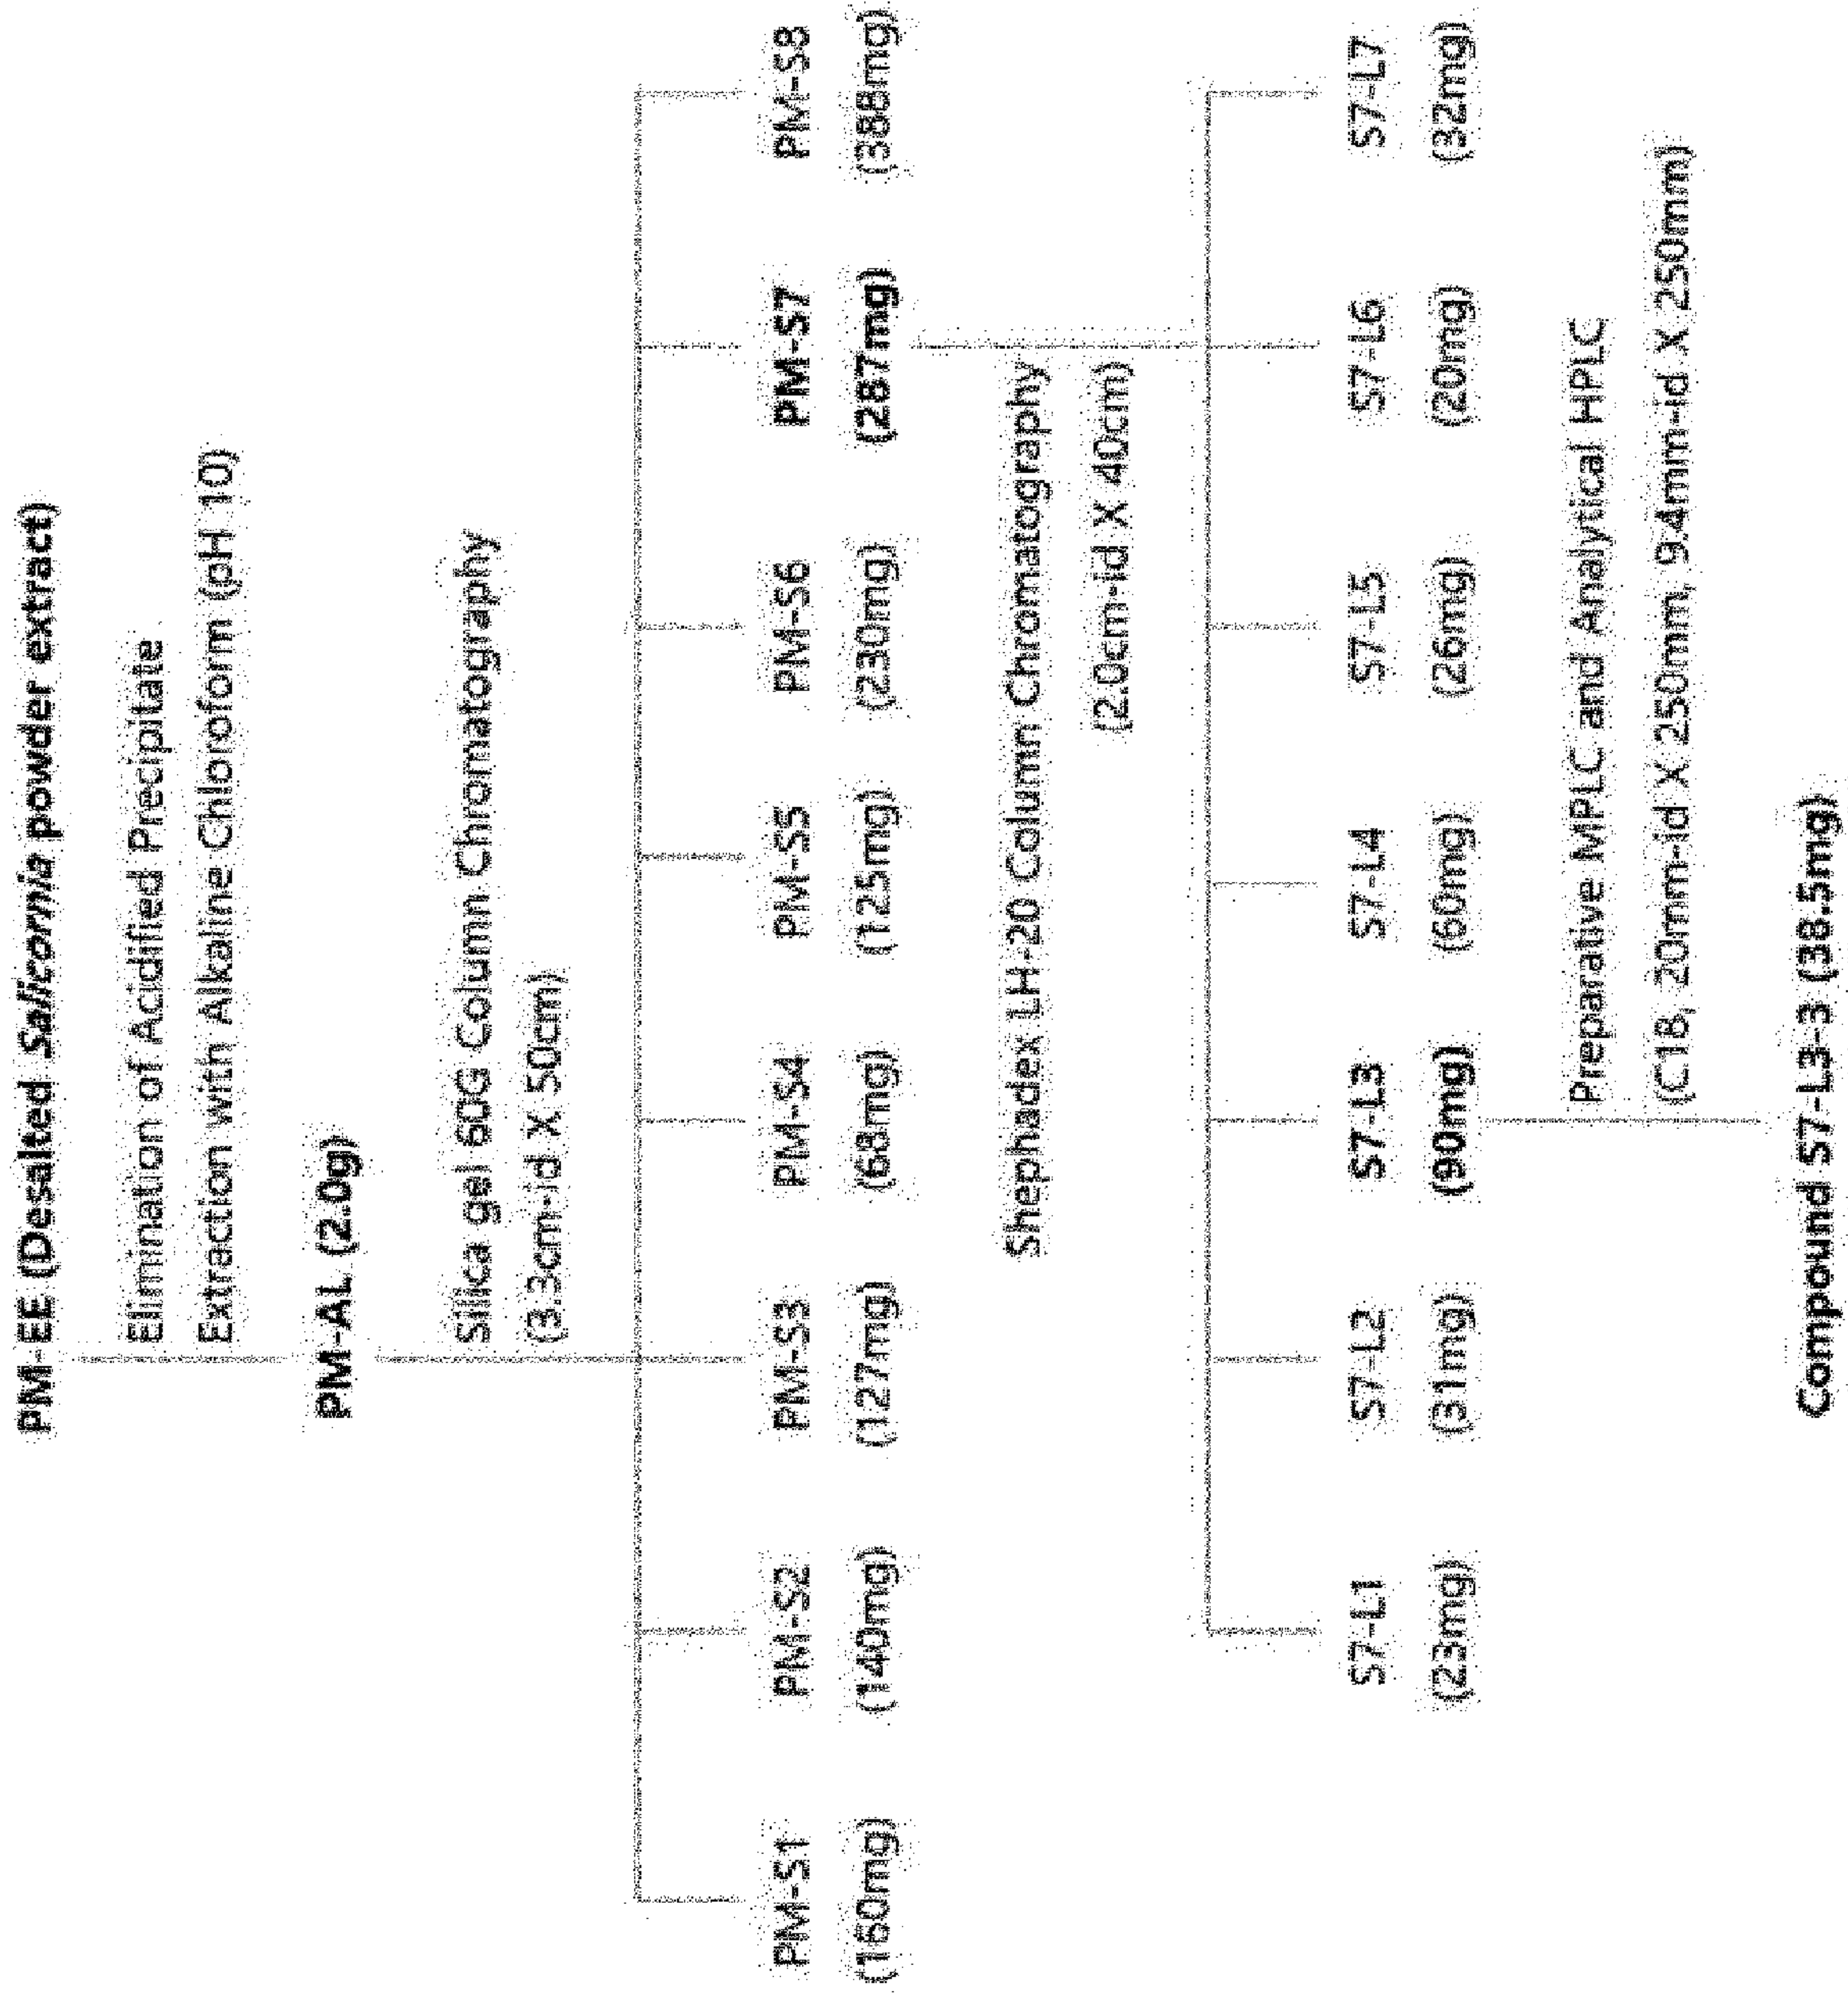 PM-EE (Desalted Salicornia powder extract)
Elimination of Acidified Precipitate
Extraction with Alkaline Chloroform (pH 10)
PM-AL (2.0g)
Silica gel 60G Column Chromatography
(3.3cm-id X 50cm)
PM-S1 PM-S2 PM-S3 PM-S4 PM-S5 PM-S6 PM-S7 PM-S8
(160mg) (140mg) (127mg) (68mg) (125mg) (230mg) (287mg) (388mg)
Shephadex LH-20 Column Chromatography
(2.0cm-id X 40cm)
S7-L1 S7-L2 S7-L3 S7-L4 S7-L5 S7-L6 S7-L7
(23mg) (31mg) (90mg) (60mg) (26mg) (20mg) (32mg)
Preparative MPLC and Analytical HPLC
(C18, 20mm-id X 250mm, 9.4mm-id X 250mm)
Compound S7-L3-3 (38.5mg)